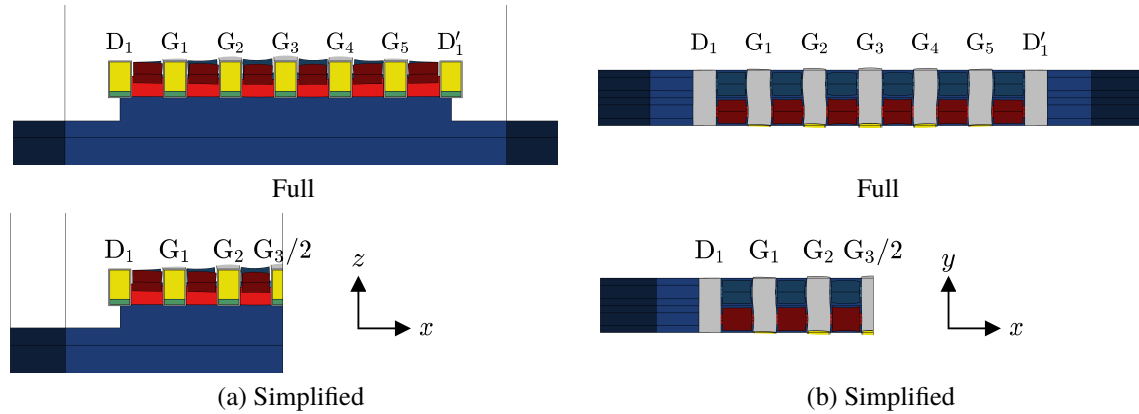 D₁ G₁ G₂ G₃ G₄ G₅ D′₁
Full
D₁ G₁ G₂ G₃/2
z
x
(a) Simplified
D₁ G₁ G₂ G₃ G₄ G₅ D′₁
Full
D₁ G₁ G₂ G₃/2
y
x
(b) Simplified